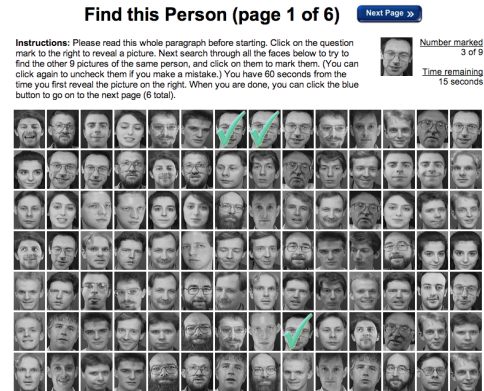 Find this Person (page 1 of 6)
Next Page »
Instructions: Please read this whole paragraph before starting. Click on the question
mark to the right to reveal a picture. Next search through all the faces below to try to
find the other 9 pictures of the same person, and click on them to mark them. (You can
click again to uncheck them if you make a mistake.) You have 60 seconds from the
time you first reveal the picture on the right. When you are done, you can click the blue
button to go on to the next page (6 total).
Number marked
3 of 9
Time remaining
15 seconds